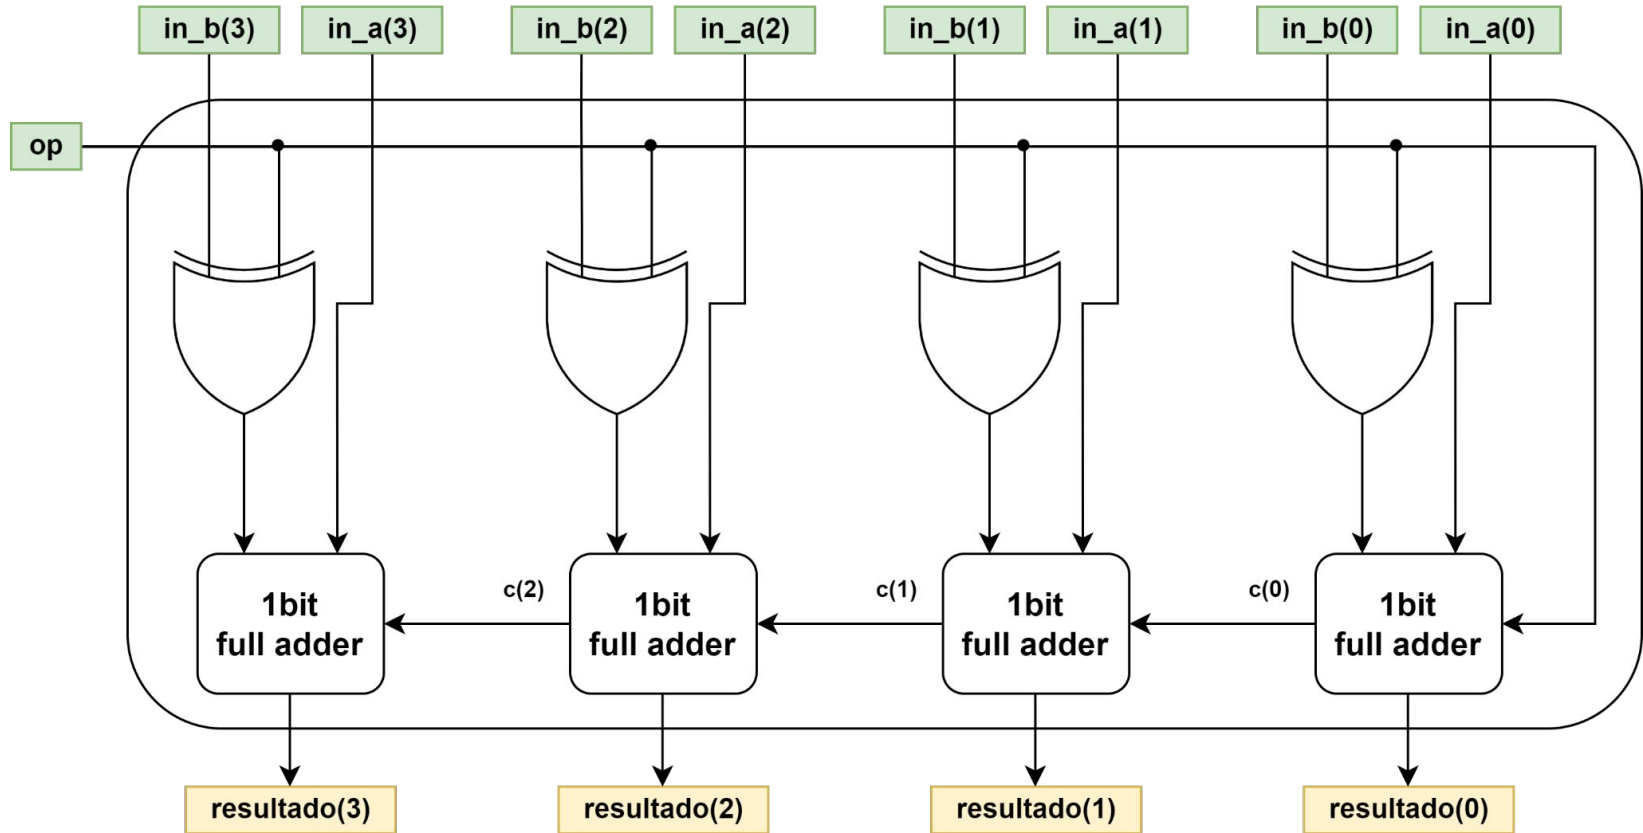 in_b(3)
in_a(3)
in_b(2)
in_a(2)
in_b(1)
in_a(1)
in_b(0)
in_a(0)
op
c(2)
c(1)
c(0)
1bit
full adder
1bit
full adder
1bit
full adder
1bit
full adder
resultado(3)
resultado(2)
resultado(1)
resultado(0)